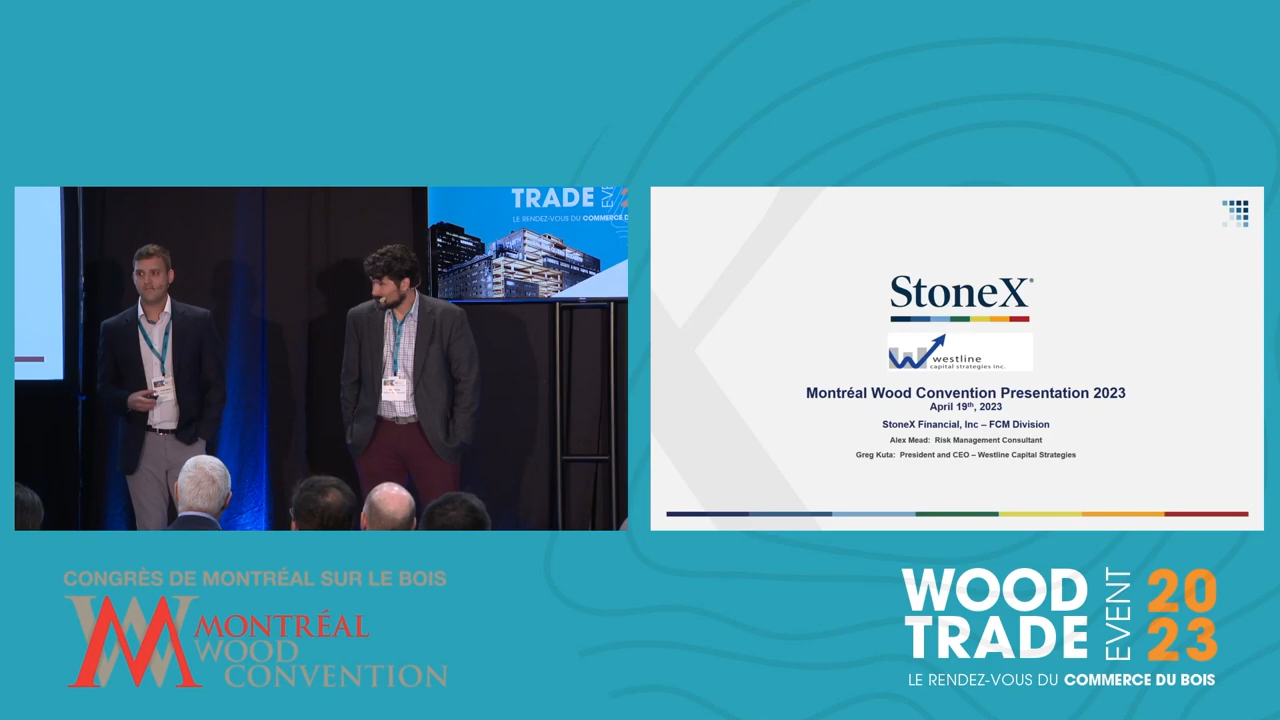 TRADE
LE RENDEZ-VOUS DU COMMERCE D
StoneX®
westline
capital strategies inc.
Montréal Wood Convention Presentation 2023
April 19th, 2023
StoneX Financial, Inc – FCM Division
Alex Mead: Risk Management Consultant
Greg Kuta: President and CEO – Westline Capital Strategies
CONGRÈS DE MONTRÉAL SUR LE BOIS
MONTRÉAL
WOOD
CONVENTION
WOOD
TRADE
EVENT
20
23
LE RENDEZ-VOUS DU COMMERCE DU BOIS